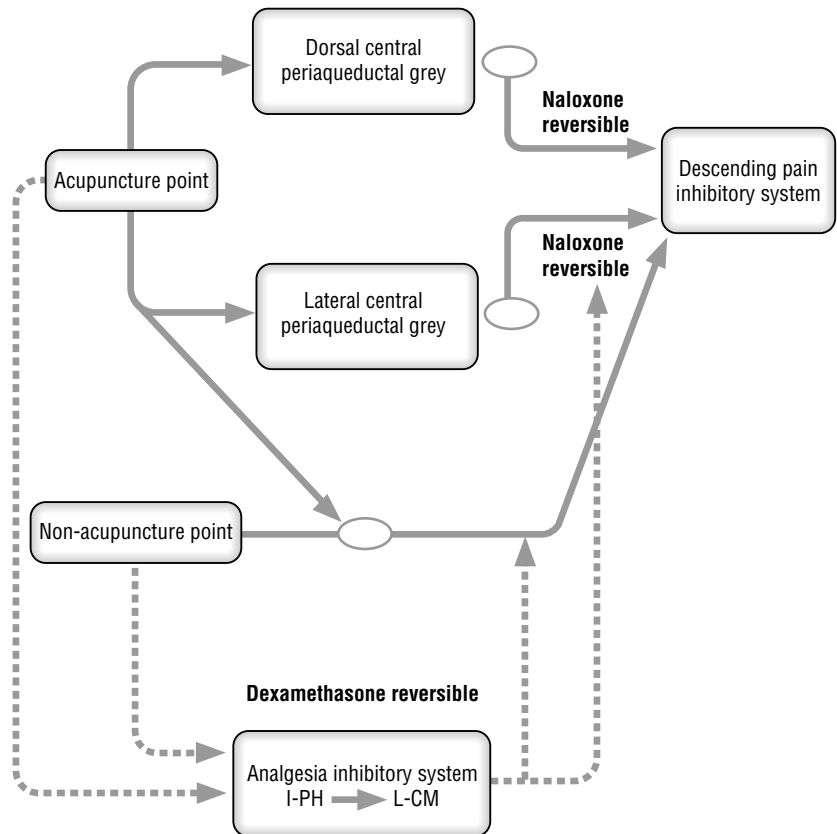 Dorsal central
periaqueductal grey
Naloxone
reversible
Acupuncture point
Descending pain
inhibitory system
Naloxone
reversible
Lateral central
periaqueductal grey
Non-acupuncture point
Dexamethasone reversible
Analgesia inhibitory system
I-PH L-CM